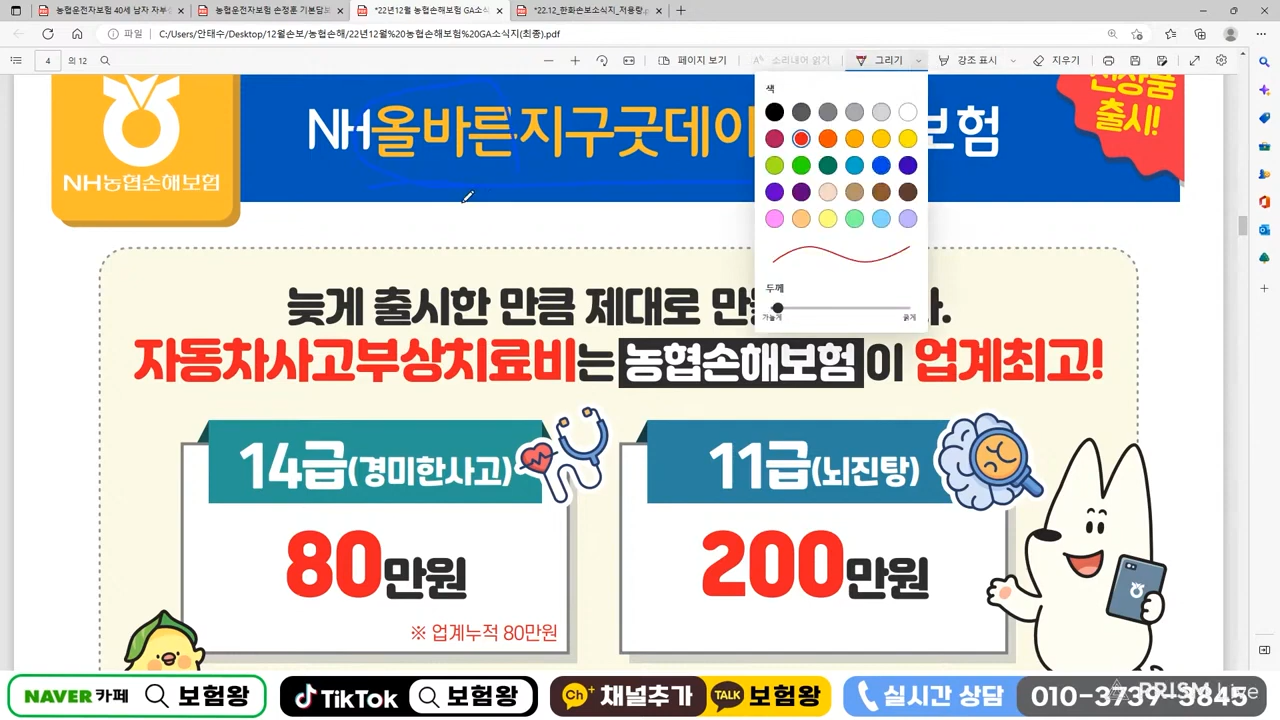 농협운전자보험 40세 남자 자부상
농협운전자보험 손정훈 기본담보
*22년12월 농협손해보험 GA소식
*22.12_한화손보소식지_저용량.p
파일
C:/Users/안태수/Desktop/12월손보/농협손해/22년12월%20농협손해보험%20GA소식지(최종).pdf
4 의 12
페이지 보기
소리내어 읽기
그리기
강조 표시
지우기
색
두께
가늘게
굵게
NH농협손해보험
NH올바른지구굿데이
보험
신상품
출시!
늦게 출시한 만큼 제대로 만
다.
자동차사고부상치료비는 농협손해보험이 업계최고!
14급(경미한사고)
80만원
※ 업계누적 80만원
11급(뇌진탕)
200만원
NAVER 카페 보험왕
TikTok 보험왕
Ch+ 채널추가 TALK 보험왕
실시간 상담 010-3739-5845
PRISM Live